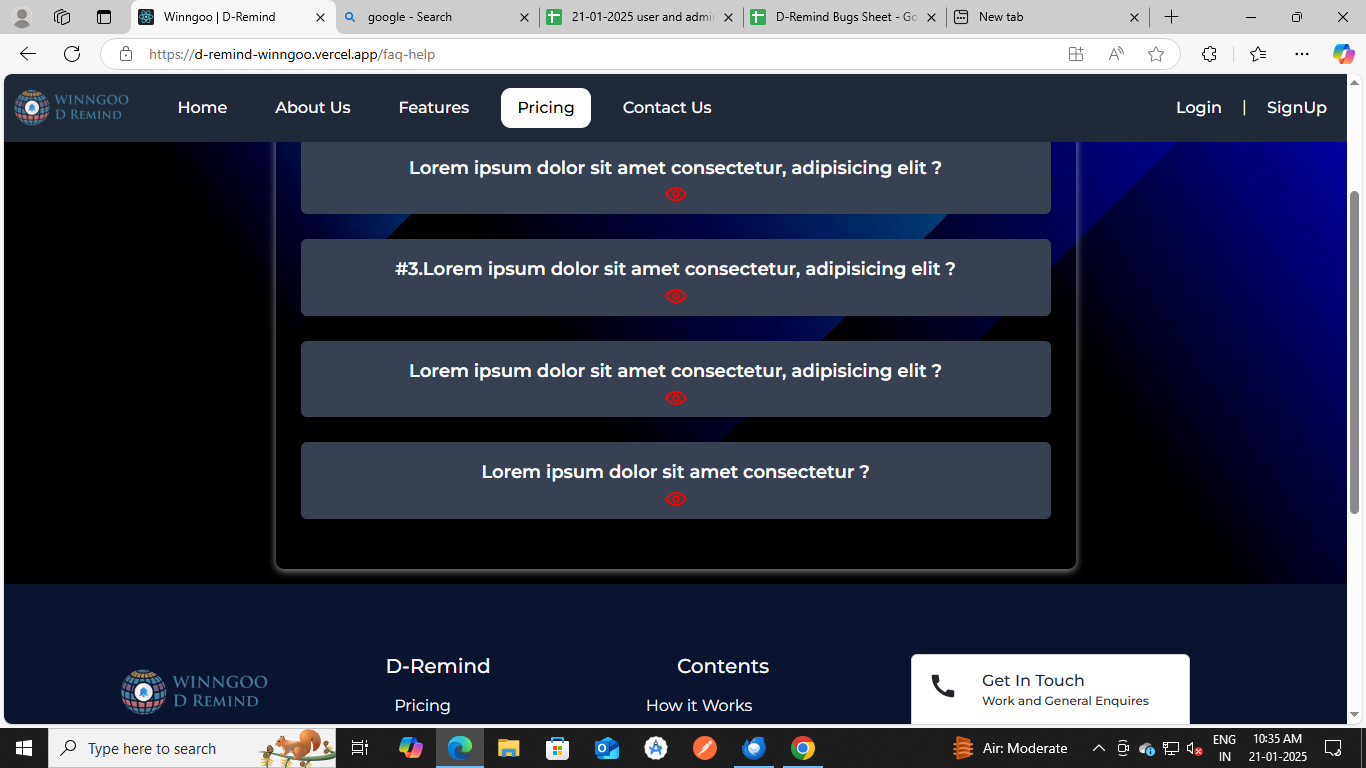 Winngoo | D-Remind
google - Search
21-01-2025 user and admi
D-Remind Bugs Sheet - Go
New tab
https://d-remind-winngoo.vercel.app/faq-help
WINNGOO
D REMIND
Home
About Us
Features
Pricing
Contact Us
Login
|
SignUp
Lorem ipsum dolor sit amet consectetur, adipisicing elit ?
#3.Lorem ipsum dolor sit amet consectetur, adipisicing elit ?
Lorem ipsum dolor sit amet consectetur, adipisicing elit ?
Lorem ipsum dolor sit amet consectetur ?
WINNGOO
D REMIND
D-Remind
Pricing
Contents
How it Works
Get In Touch
Work and General Enquires
Type here to search
Air: Moderate
ENG
IN
10:35 AM
21-01-2025